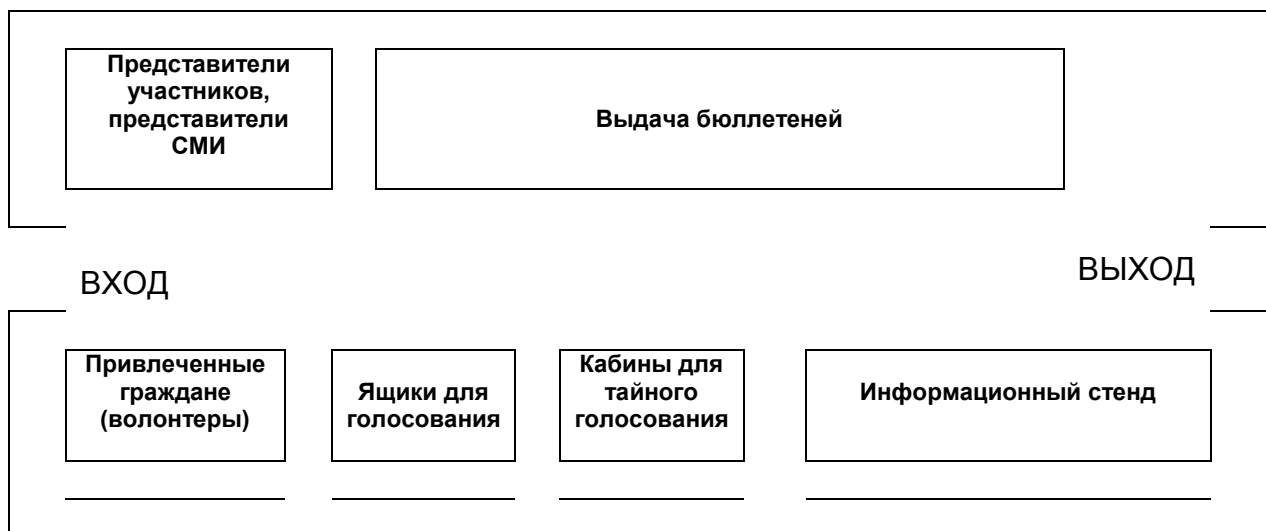 Представители
участников,
представители
СМИ
Выдача бюллетеней
ВХОД
ВЫХОД
Привлеченные
граждане
(волонтеры)
Ящики для
голосования
Кабины для
тайного
голосования
Информационный стенд